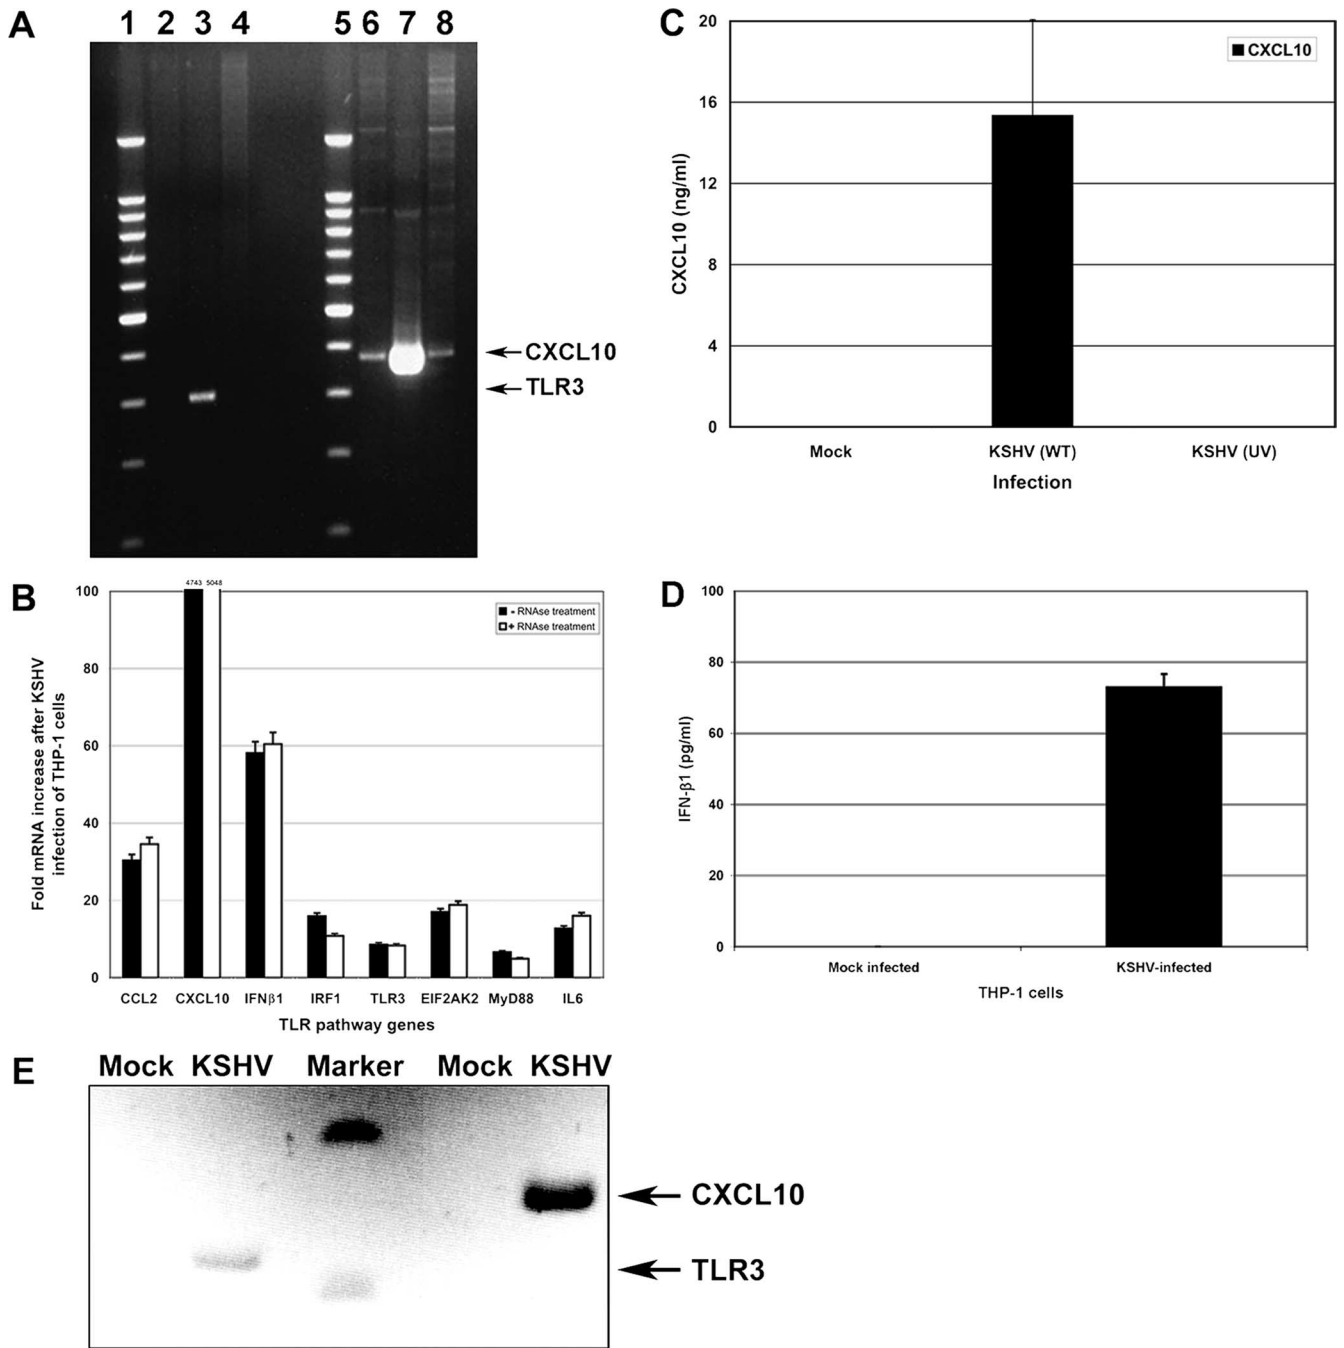 A
1 2 3 4 5 6 7 8
CXCL10
TLR3
B
Fold mRNA increase after KSHV
infection of THP-1 cells
100
80
60
40
20
0
4743 5048
- RNAse treatment
+ RNAse treatment
CCL2 CXCL10 IFNβ1 IRF1 TLR3 EIF2AK2 MyD88 IL6
TLR pathway genes
C
CXCL10 (ng/ml)
20
16
12
8
4
0
CXCL10
Mock KSHV (WT) KSHV (UV)
Infection
D
IFN-β1 (pg/ml)
100
80
60
40
20
0
Mock infected KSHV-infected
THP-1 cells
E
Mock KSHV Marker Mock KSHV
CXCL10
TLR3